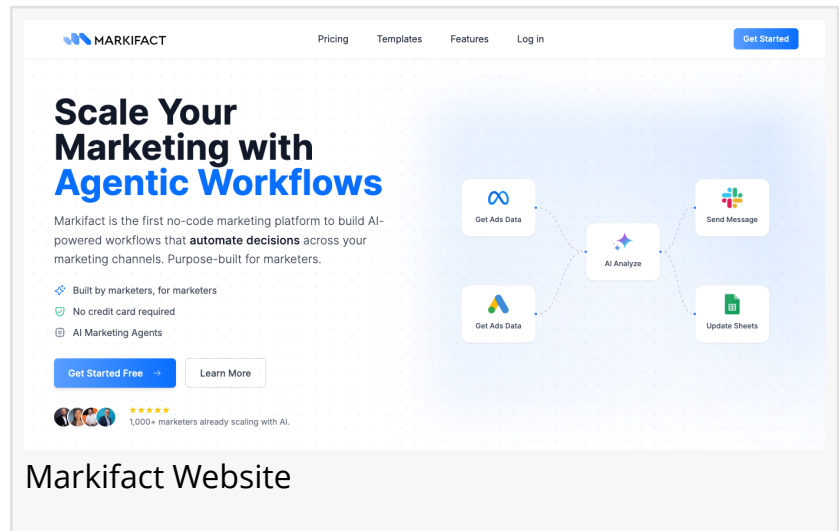 MARKIFACT
Pricing Templates Features Log in
Get Started
Scale Your
Marketing with
Agentic Workflows
Markifact is the first no-code marketing platform to build AI-
powered workflows that automate decisions across your
marketing channels. Purpose-built for marketers.
Built by marketers, for marketers
No credit card required
AI Marketing Agents
Get Started Free →
Learn More
1,000+ marketers already scaling with AI.
Get Ads Data
Send Message
AI Analyze
Get Ads Data
Update Sheets
Markifact Website